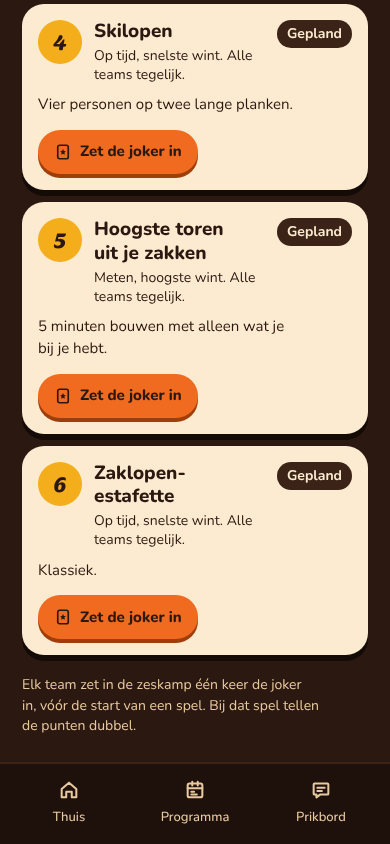 4
Skilopen
Gepland
Op tijd, snelste wint. Alle
teams tegelijk.
Vier personen op twee lange planken.
Zet de joker in
5
Hoogste toren
uit je zakken
Gepland
Meten, hoogste wint. Alle
teams tegelijk.
5 minuten bouwen met alleen wat je
bij je hebt.
Zet de joker in
6
Zaklopen-
estafette
Gepland
Op tijd, snelste wint. Alle
teams tegelijk.
Klassiek.
Zet de joker in
Elk team zet in de zeskamp één keer de joker
in, vóór de start van een spel. Bij dat spel tellen
de punten dubbel.
Thuis
Programma
Prikbord